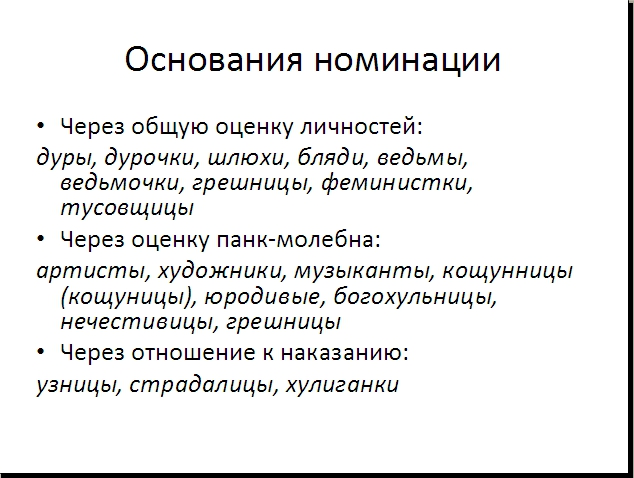 Основания номинации
• Через общую оценку личностей:
дуры, дурочки, шлюхи, бляди, ведьмы,
ведьмочки, грешницы, феминистки,
тусовщицы
• Через оценку панк-молебна:
артисты, художники, музыканты, кощунницы
(кощуницы), юродивые, богохульницы,
нечестивицы, грешницы
• Через отношение к наказанию:
узницы, страдалицы, хулиганки